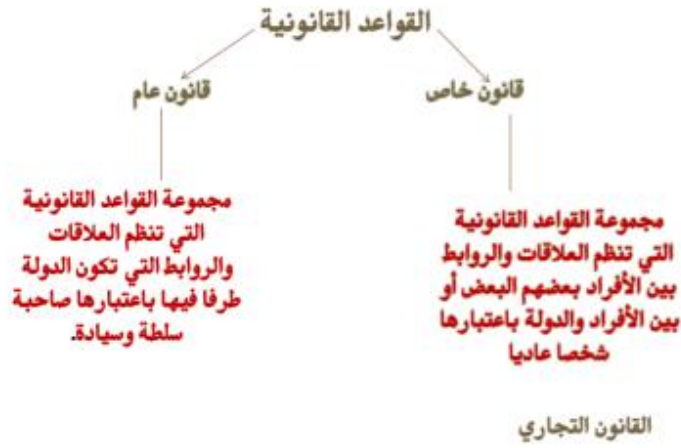 القواعد القانونية
قانون خاص
قانون عام
مجموعة القواعد القانونية
التي تنظم العلاقات والروابط
بين الأفراد بعضهم البعض أو
بين الأفراد والدولة باعتبارها
شخصا عاديا
مجموعة القواعد القانونية
التي تنظم العلاقات
والروابط التي تكون الدولة
طرفا فيها باعتبارها صاحبة
سلطة وسيادة.
القانون التجاري